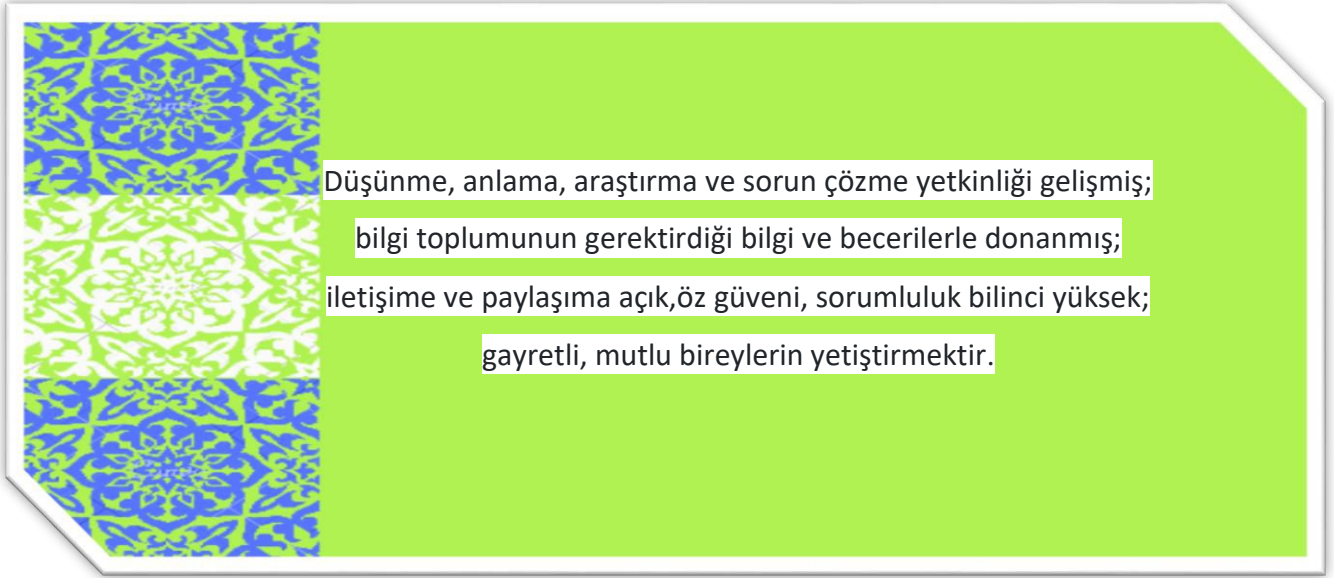 Düşünme, anlama, araştırma ve sorun çözme yetkinliği gelişmiş;
bilgi toplumunun gerektirdiği bilgi ve becerilerle donanmış;
iletişime ve paylaşıma açık,öz güveni, sorumluluk bilinci yüksek;
gayretli, mutlu bireylerin yetiştirmektir.